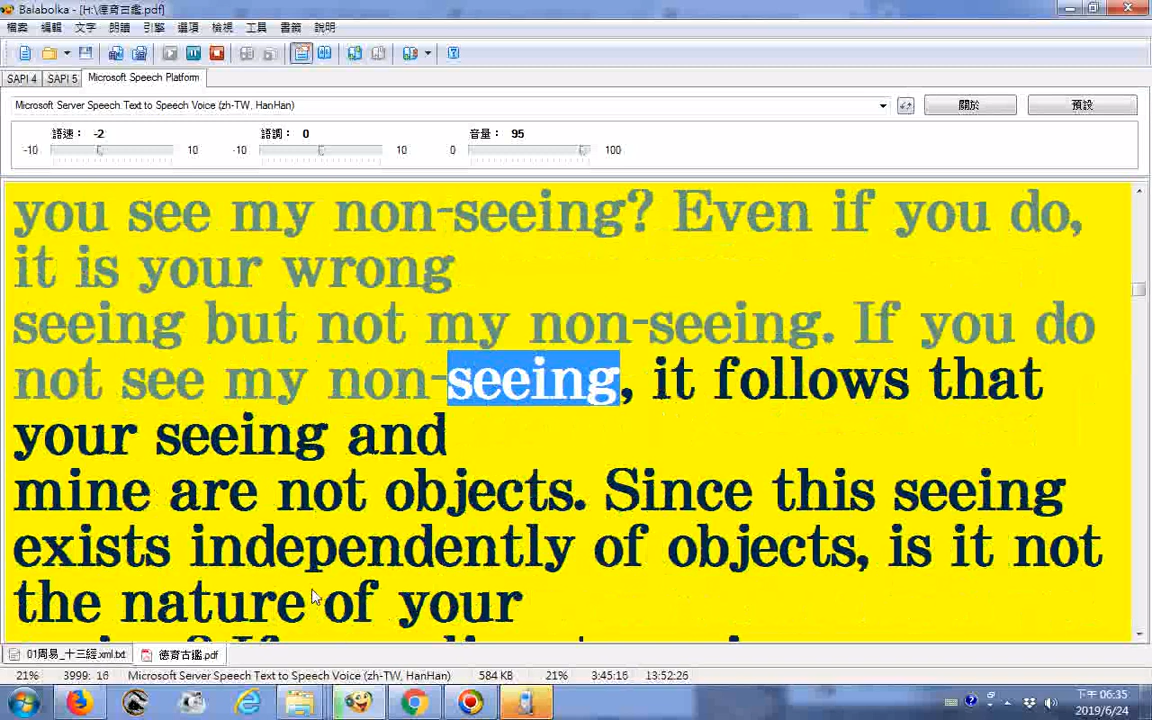 Balabolka - [H:\德育古鑑.pdf]
檔案 編輯 文字 朗讀 引擎 選項 檢視 工具 書籤 說明
SAPI 4 SAPI 5 Microsoft Speech Platform
Microsoft Server Speech Text to Speech Voice (zh-TW, HanHan) 關於 預設
語速： -2 語調： 0 音量： 95
-10 10 -10 10 0 100
you see my non-seeing? Even if you do,
it is your wrong
seeing but not my non-seeing. If you do
not see my non-seeing, it follows that
your seeing and
mine are not objects. Since this seeing
exists independently of objects, is it not
the nature of your
01周易_十三經.xml.txt 德育古鑑.pdf
21% 3999: 16 Microsoft Server Speech Text to Speech Voice (zh-TW, HanHan) 584 KB 21% 3:45:16 13:52:26
下午 06:35
2019/6/24